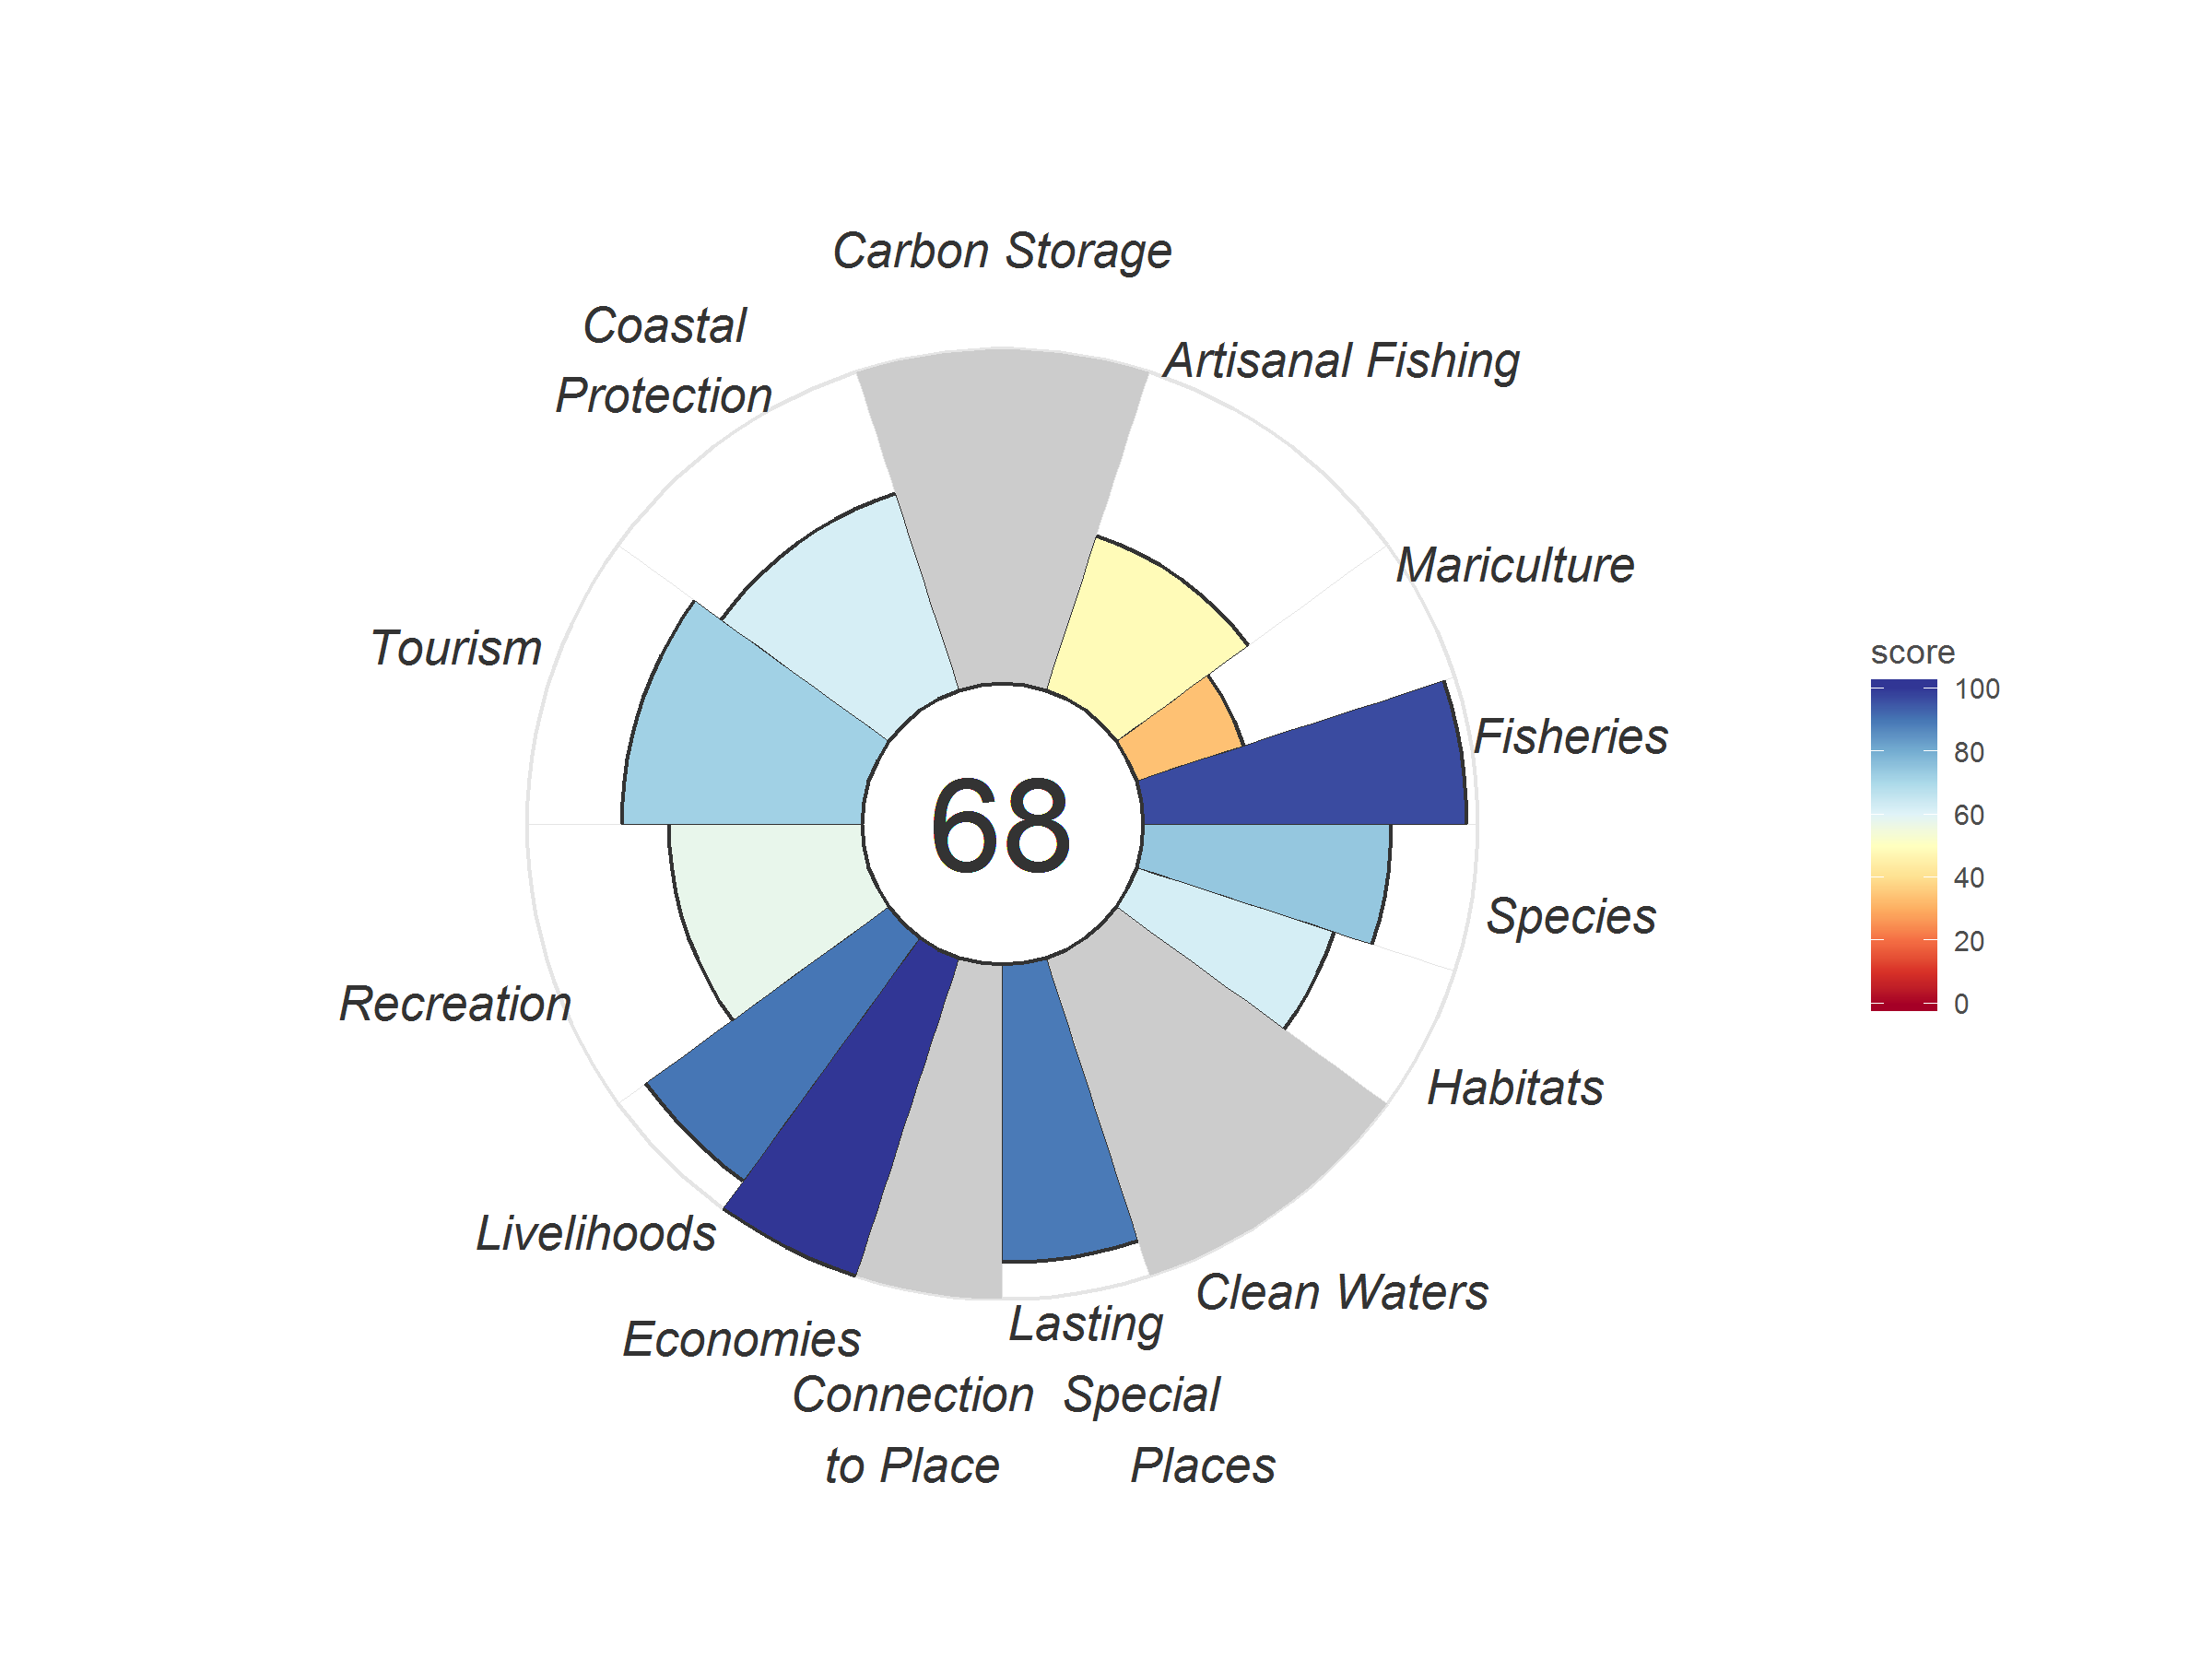 Carbon Storage
Coastal
Protection
Artisanal Fishing
Mariculture
Tourism
Fisheries
68
Species
Recreation
Habitats
Livelihoods
Clean Waters
Economies
Lasting
Special
Places
Connection
to Place
score
100
80
60
40
20
0